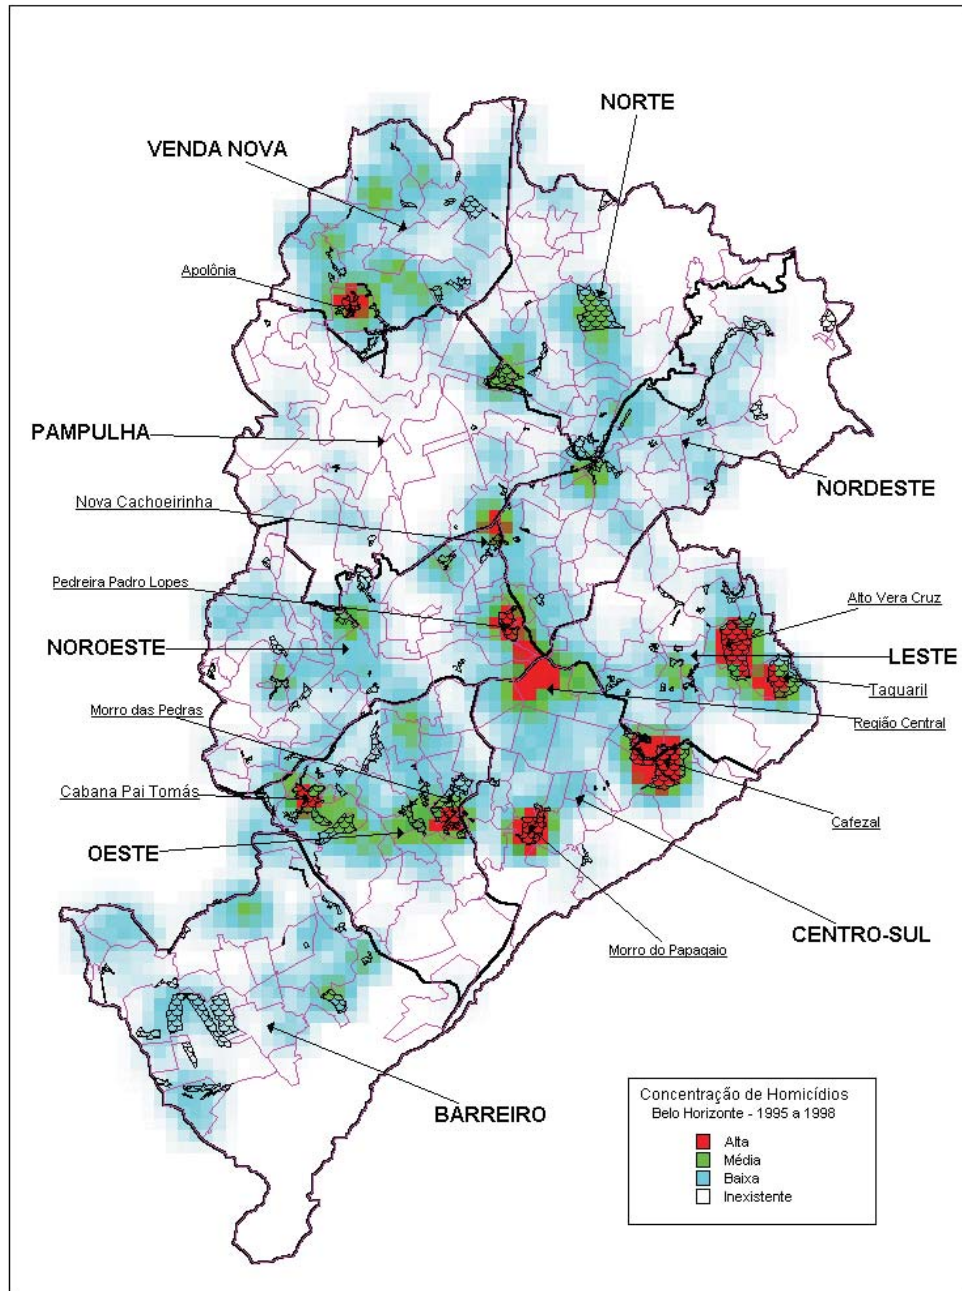 NORTE
VENDA NOVA
Apolônia
PAMPULHA
NORDESTE
Nova Cachoeirinha
Pedreira Padro Lopes
Alto Vera Cruz
NOROESTE
LESTE
Taquaril
Morro das Pedras
Região Central
Cabana Pai Tomás
Cafezal
OESTE
CENTRO-SUL
Morro do Papagaio
BARREIRO
Concentração de Homicídios
Belo Horizonte - 1995 a 1998
Alta
Média
Baixa
Inexistente